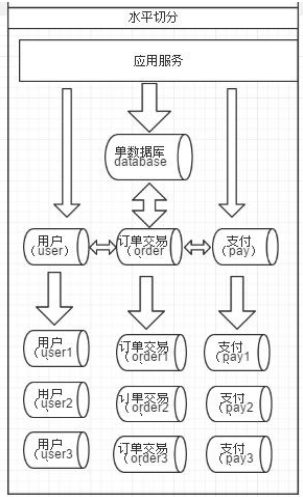 水平切分
应用服务
单数据库
database
用户
（user）
订单交易
（order
支付
（pay）
用户
（user1
订单交易
（order1
支付
（pay1
用户
（user2
订单交易
（order2
支付
（pay2
用户
（user3
订单交易
（order3
支付
（pay3